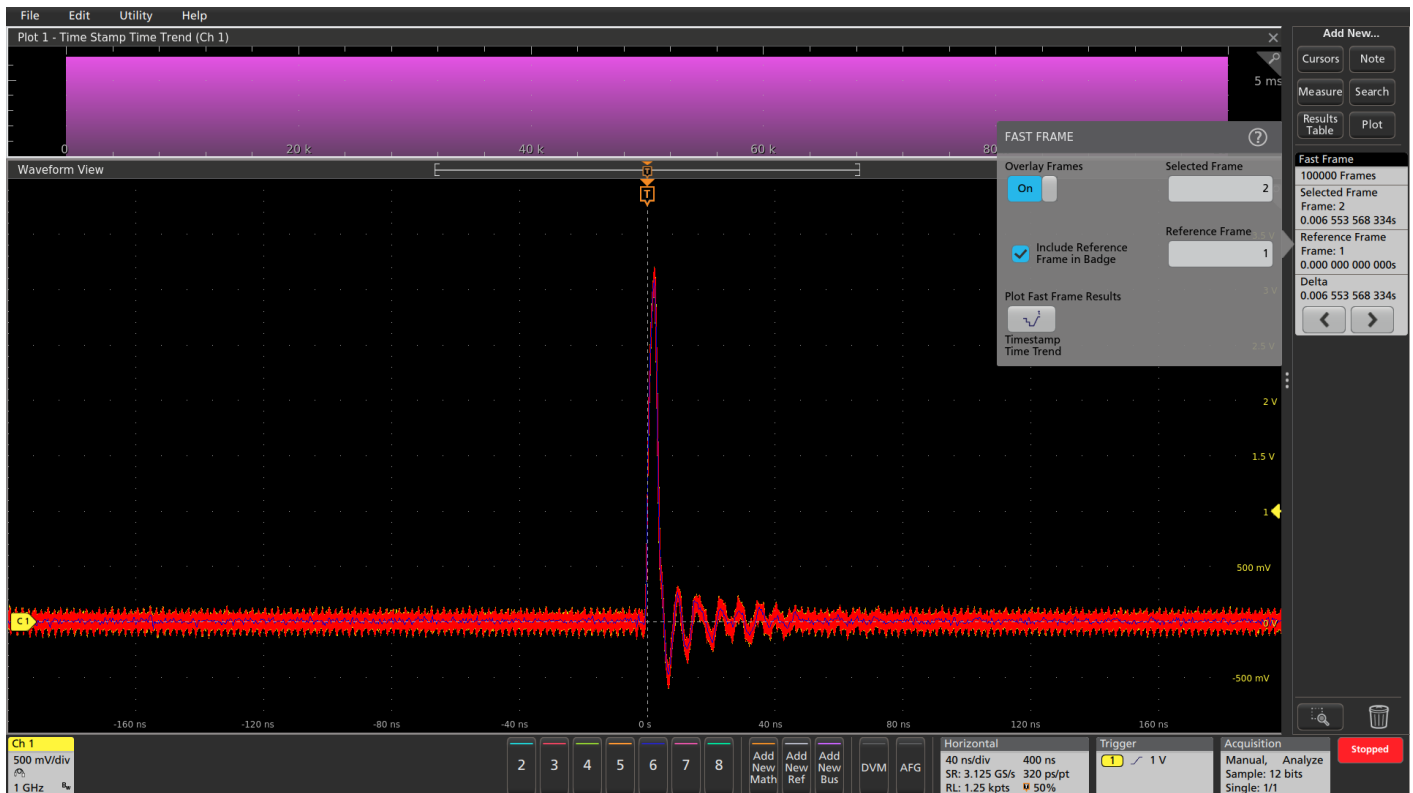 File Edit Utility Help
Plot 1 - Time Stamp Time Trend (Ch 1)
5 ms
0 20 k 40 k 60 k 80
Waveform View
T
T
3.5 V
3 V
2.5 V
2 V
1.5 V
1
500 mV
0 V
-500 mV
C 1
-160 ns -120 ns -80 ns -40 ns 0 s 40 ns 80 ns 120 ns 160 ns
FAST FRAME
?
Overlay Frames Selected Frame
On 2
Reference Frame
Include Reference
Frame in Badge
1
Plot Fast Frame Results
Timestamp
Time Trend
Add New...
Cursors Note
Measure Search
Results
Table
Plot
Fast Frame
100000 Frames
Selected Frame
Frame: 2
0.006 553 568 334s
Reference Frame
Frame: 1
0.000 000 000 000s
Delta
0.006 553 568 334s
Ch 1
500 mV/div
1 GHz
2 3 4 5 6 7 8
Add
New
Math
Add
New
Ref
Add
New
Bus
DVM AFG
Horizontal
40 ns/div 400 ns
SR: 3.125 GS/s 320 ps/pt
RL: 1.25 kpts 50%
Trigger
1 1 V
Acquisition
Manual, Analyze
Sample: 12 bits
Single: 1/1
Stopped